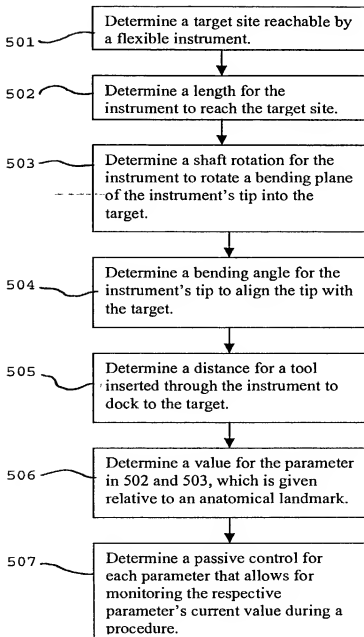 501
Determine a target site reachable by
a flexible instrument.
502
Determine a length for the
instrument to reach the target site.
503
Determine a shaft rotation for the
instrument to rotate a bending plane
of the instrument's tip into the
target.
504
Determine a bending angle for the
instrument's tip to align the tip with
the target.
505
Determine a distance for a tool
inserted through the instrument to
dock to the target.
506
Determine a value for the parameter
in 502 and 503, which is given
relative to an anatomical landmark.
507
Determine a passive control for
each parameter that allows for
monitoring the respective
parameter's current value during a
procedure.